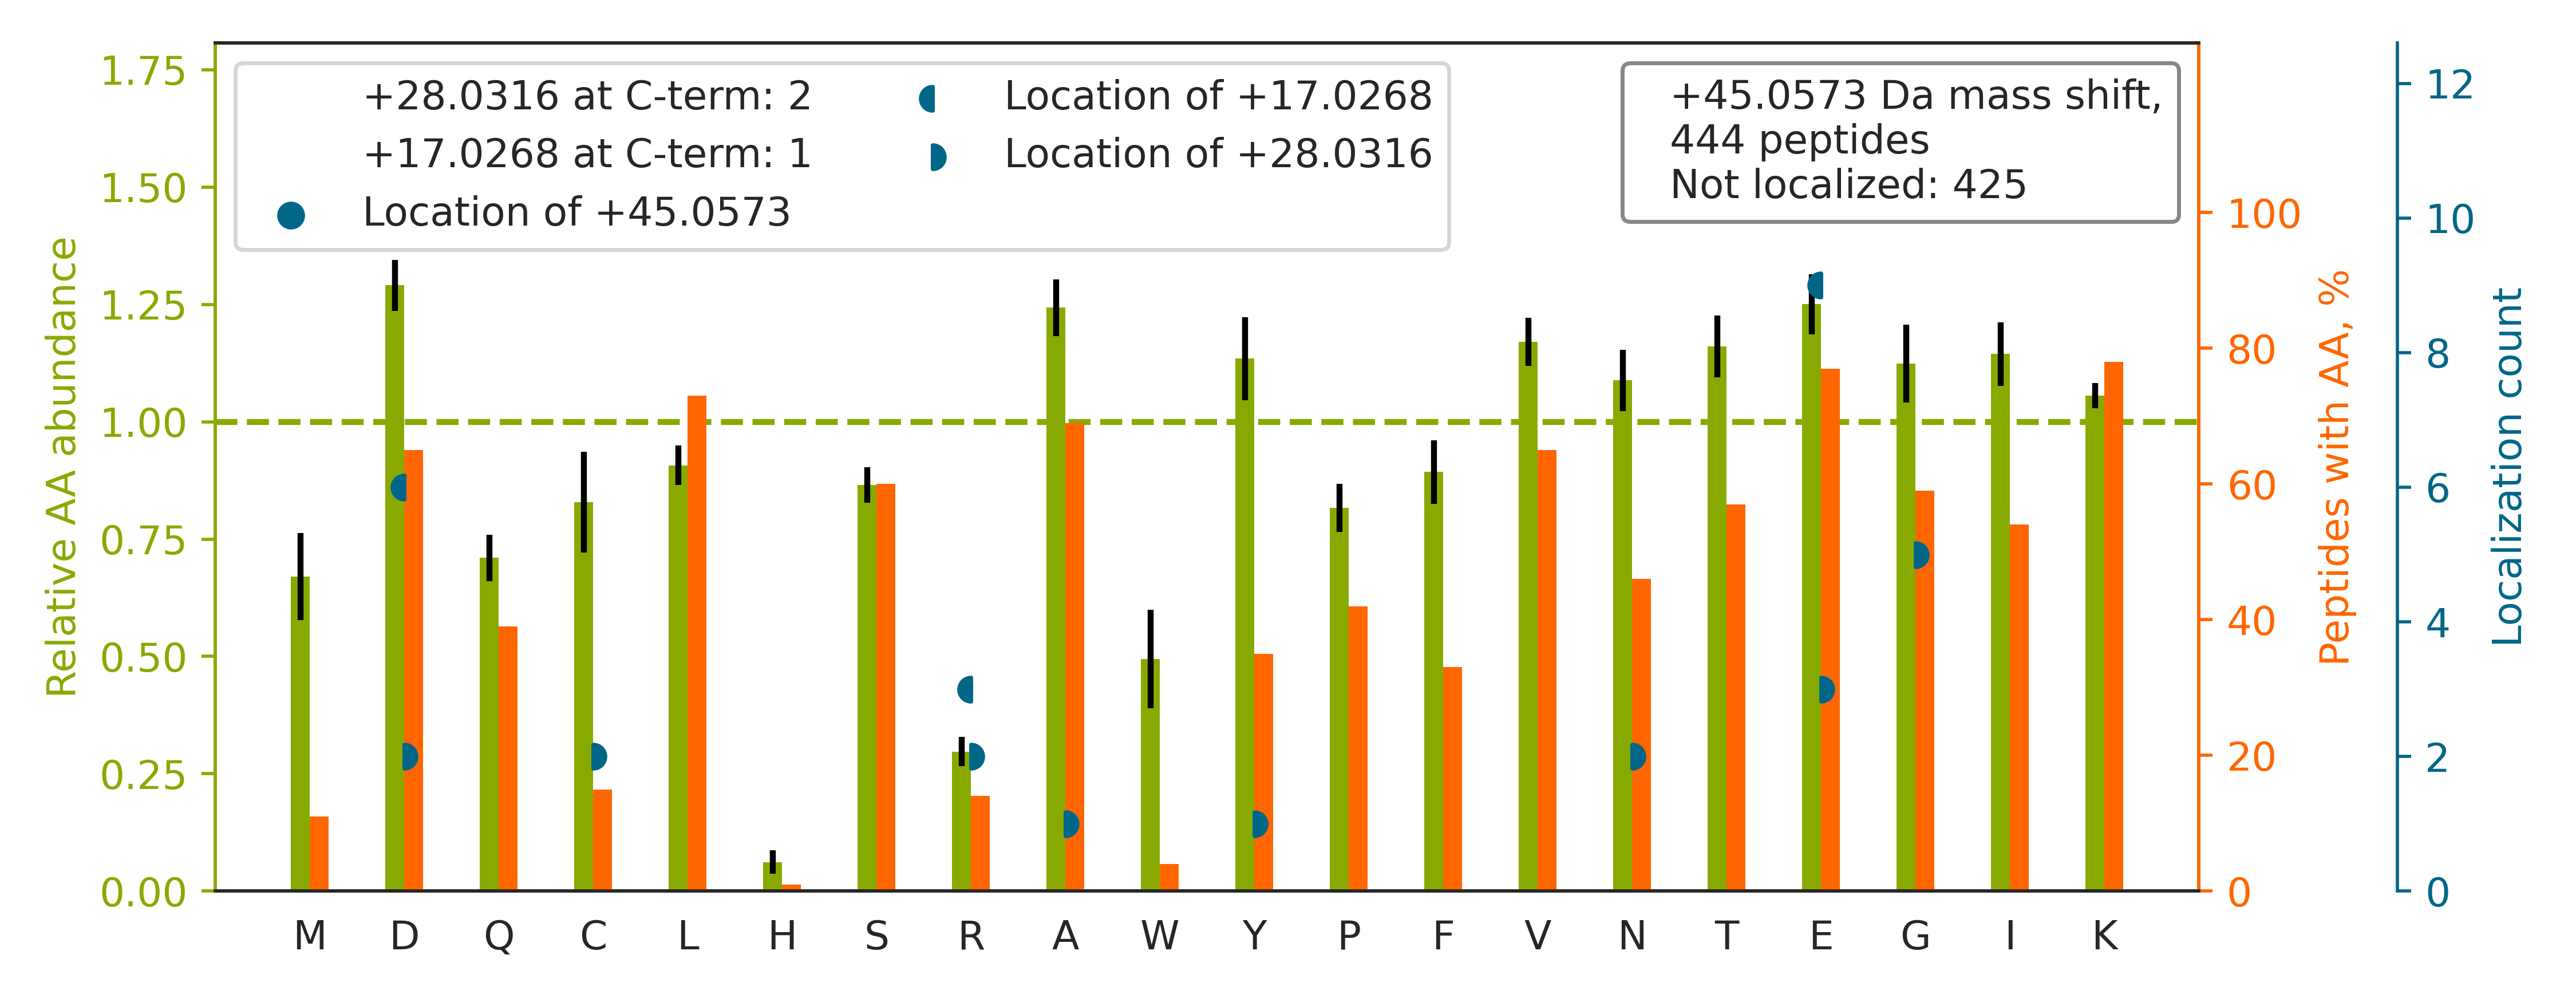 +28.0316 at C-term: 2
+17.0268 at C-term: 1
Location of +45.0573
Location of +17.0268
Location of +28.0316
+45.0573 Da mass shift,
444 peptides
Not localized: 425
Relative AA abundance
1.75
1.50
1.25
1.00
0.75
0.50
0.25
0.00
M D Q C L H S R A W Y P F V N T E G I K
100
80
60
40
20
0
Peptides with AA, %
12
10
8
6
4
2
0
Localization count